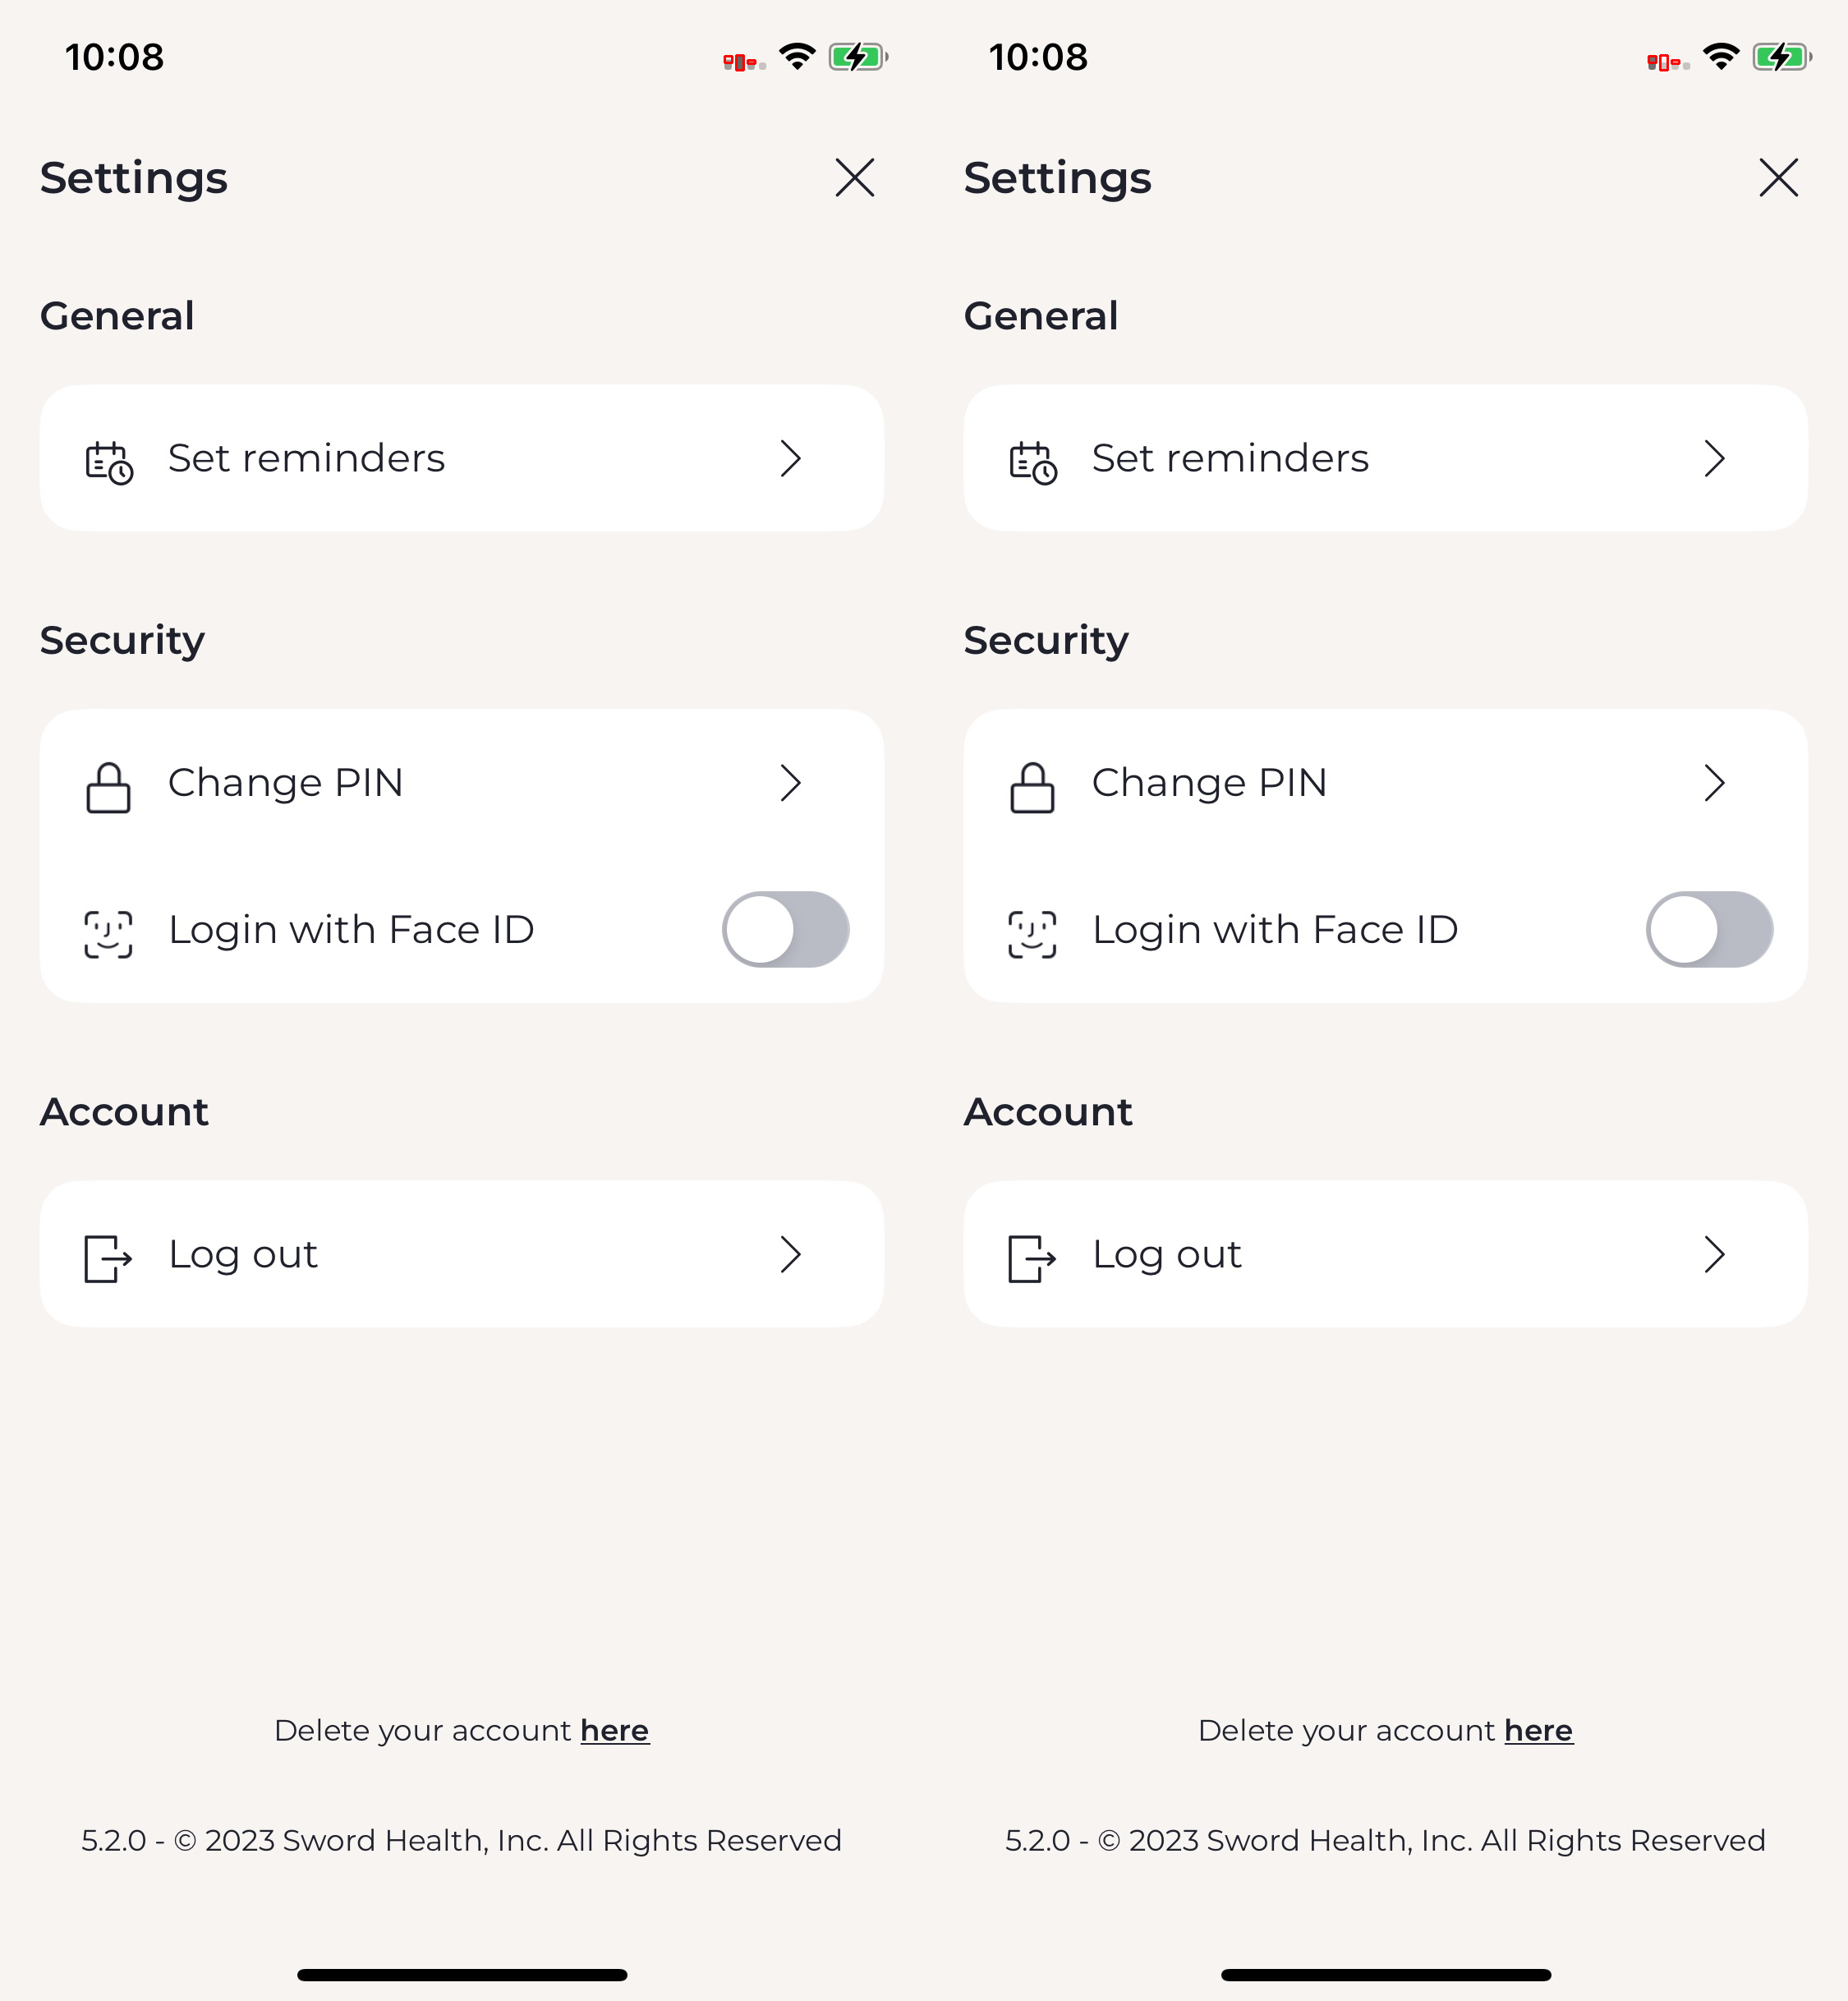 10:08
Settings
General
Set reminders
Security
Change PIN
Login with Face ID
Account
Log out
Delete your account here
5.2.0 - © 2023 Sword Health, Inc. All Rights Reserved
10:08
Settings
General
Set reminders
Security
Change PIN
Login with Face ID
Account
Log out
Delete your account here
5.2.0 - © 2023 Sword Health, Inc. All Rights Reserved